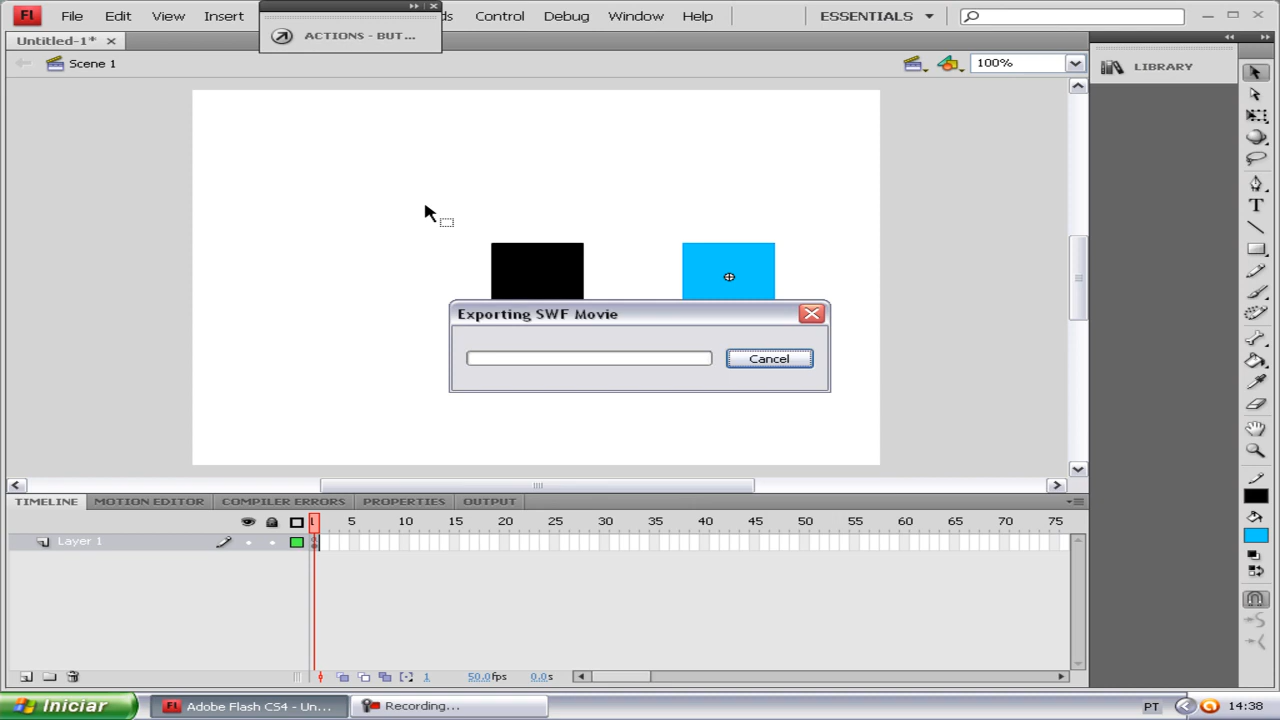 Fl File Edit View Insert ds Control Debug Window Help ESSENTIALS
ACTIONS - BUT...
Untitled-1*
Scene 1 100%
LIBRARY
T
Exporting SWF Movie
Cancel
TIMELINE MOTION EDITOR COMPILER ERRORS PROPERTIES OUTPUT
1 5 10 15 20 25 30 35 40 45 50 55 60 65 70 75
Layer 1
1 50.0fps 0.0s
Iniciar Fl Adobe Flash CS4 - Un... Recording... PT 14:38